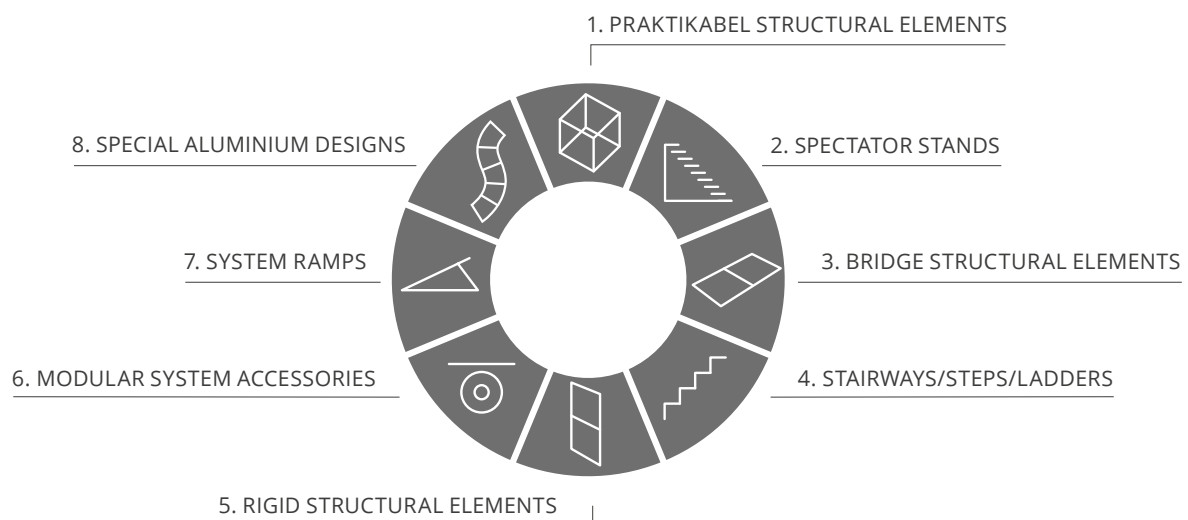 1. PRAKTIKABEL STRUCTURAL ELEMENTS
2. SPECTATOR STANDS
3. BRIDGE STRUCTURAL ELEMENTS
4. STAIRWAYS/STEPS/LADDERS
5. RIGID STRUCTURAL ELEMENTS
6. MODULAR SYSTEM ACCESSORIES
7. SYSTEM RAMPS
8. SPECIAL ALUMINIUM DESIGNS